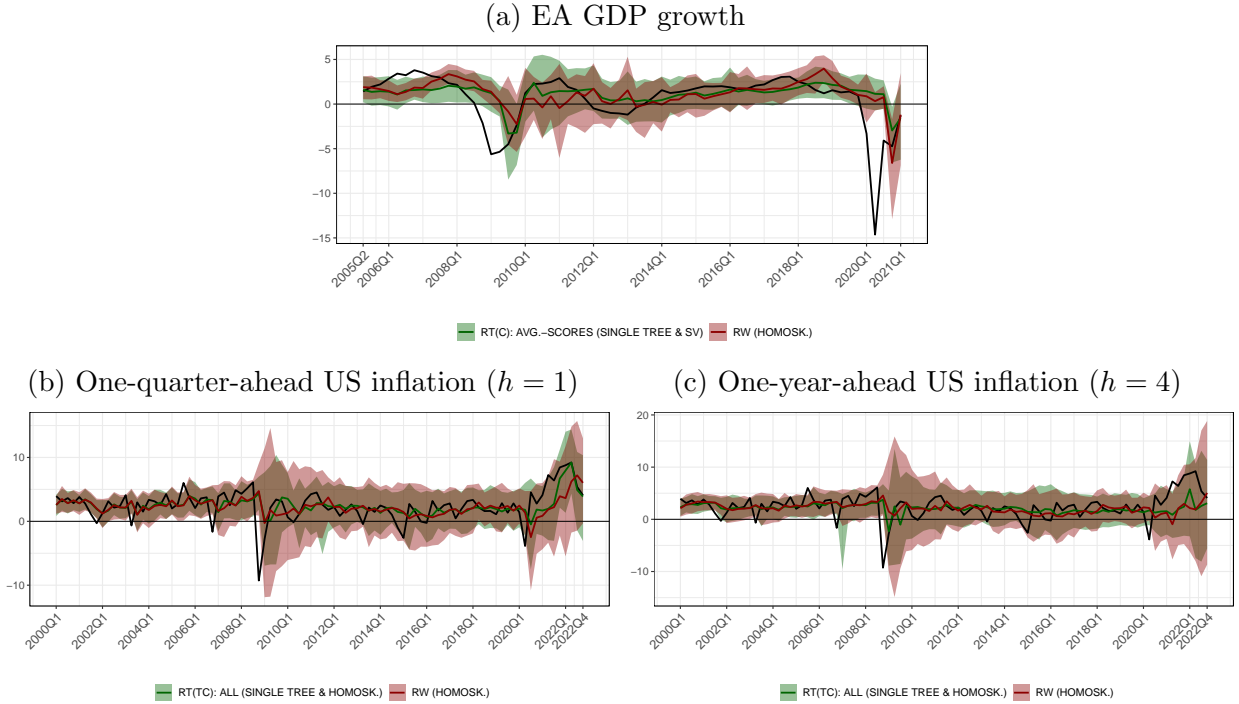 (a) EA GDP growth
5
0
−5
−10
−15
2005Q2
2006Q1
2008Q1
2010Q1
2012Q1
2014Q1
2016Q1
2018Q1
2020Q1
2021Q1
RT(C): AVG.-SCORES (SINGLE TREE & SV) RW (HOMOSK.)
(b) One-quarter-ahead US inflation (h = 1)
10
0
−10
2000Q1
2002Q1
2004Q1
2006Q1
2008Q1
2010Q1
2012Q1
2014Q1
2016Q1
2018Q1
2020Q1
2022Q1
2022Q4
RT(TC): ALL (SINGLE TREE & HOMOSK.) RW (HOMOSK.)
(c) One-year-ahead US inflation (h = 4)
20
10
0
−10
2000Q1
2002Q1
2004Q1
2006Q1
2008Q1
2010Q1
2012Q1
2014Q1
2016Q1
2018Q1
2020Q1
2022Q1
2022Q4
RT(TC): ALL (SINGLE TREE & HOMOSK.) RW (HOMOSK.)